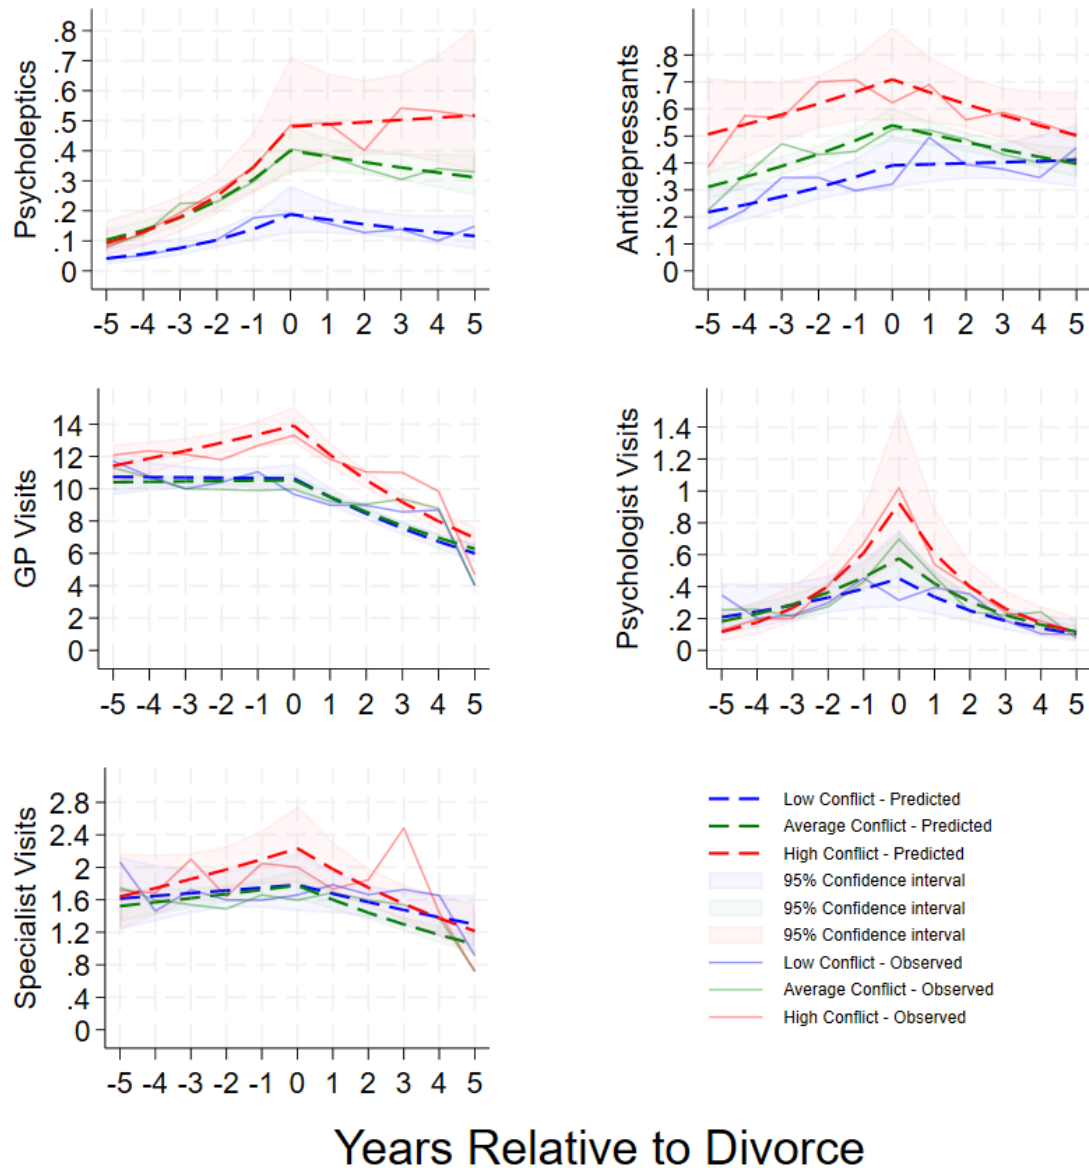 Psycholeptics
.8
.7
.6
.5
.4
.3
.2
.1
0
-5 -4 -3 -2 -1 0 1 2 3 4 5
Antidepressants
.8
.7
.6
.5
.4
.3
.2
.1
0
-5 -4 -3 -2 -1 0 1 2 3 4 5
GP Visits
14
12
10
8
6
4
2
0
-5 -4 -3 -2 -1 0 1 2 3 4 5
Psychologist Visits
1.4
1.2
1
.8
.6
.4
.2
0
-5 -4 -3 -2 -1 0 1 2 3 4 5
Specialist Visits
2.8
2.4
2
1.6
1.2
.8
.4
0
-5 -4 -3 -2 -1 0 1 2 3 4 5
Low Conflict - Predicted
Average Conflict - Predicted
High Conflict - Predicted
95% Confidence interval
95% Confidence interval
95% Confidence interval
Low Conflict - Observed
Average Conflict - Observed
High Conflict - Observed
Years Relative to Divorce